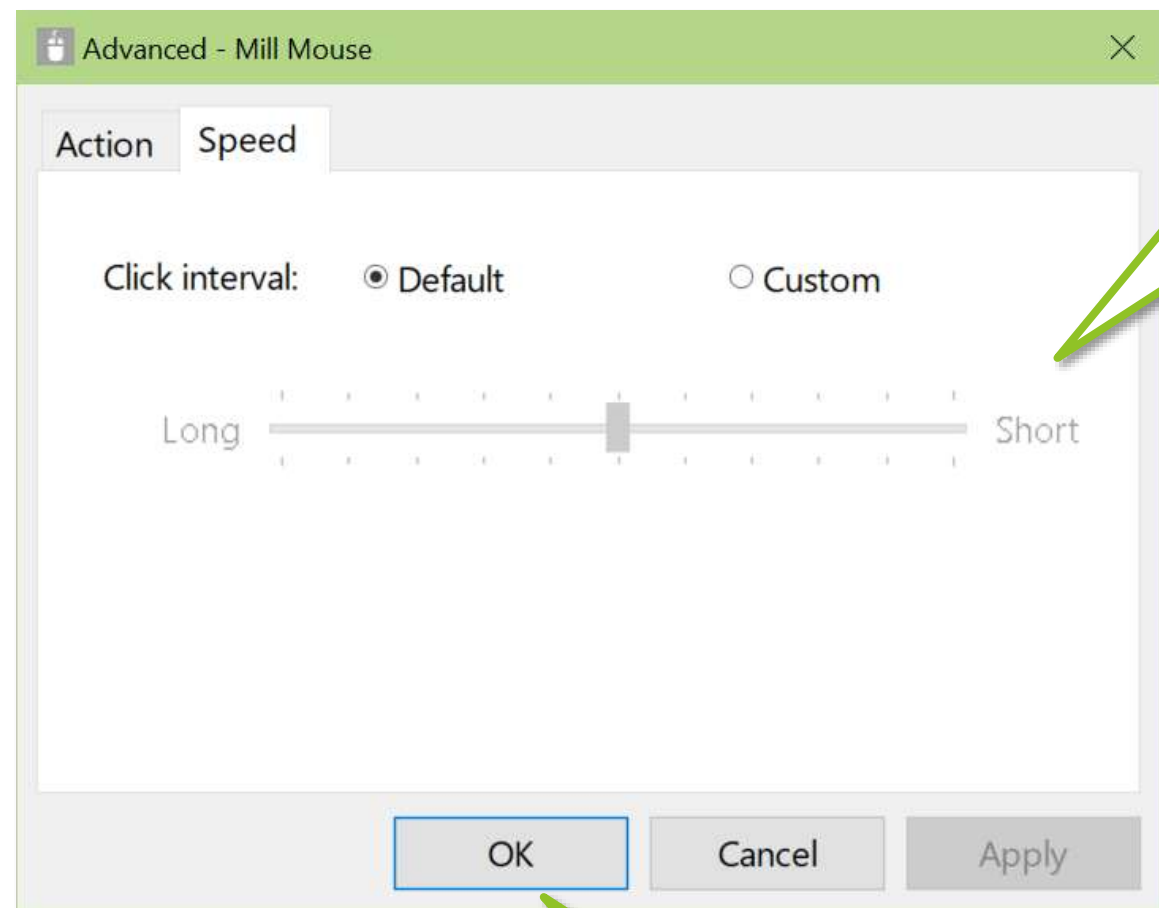 Advanced - Mill Mouse
Action Speed
Click interval: Default Custom
Long Short
OK Cancel Apply